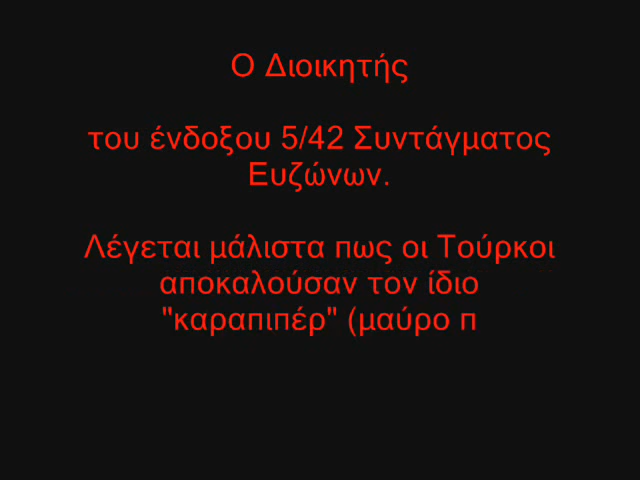 Ο Διοικητής
του ένδοξου 5/42 Συντάγματος
Ευζώνων.
Λέγεται μάλιστα πως οι Τούρκοι
αποκαλούσαν τον ίδιο
"καραπιπέρ" (μαύρο π